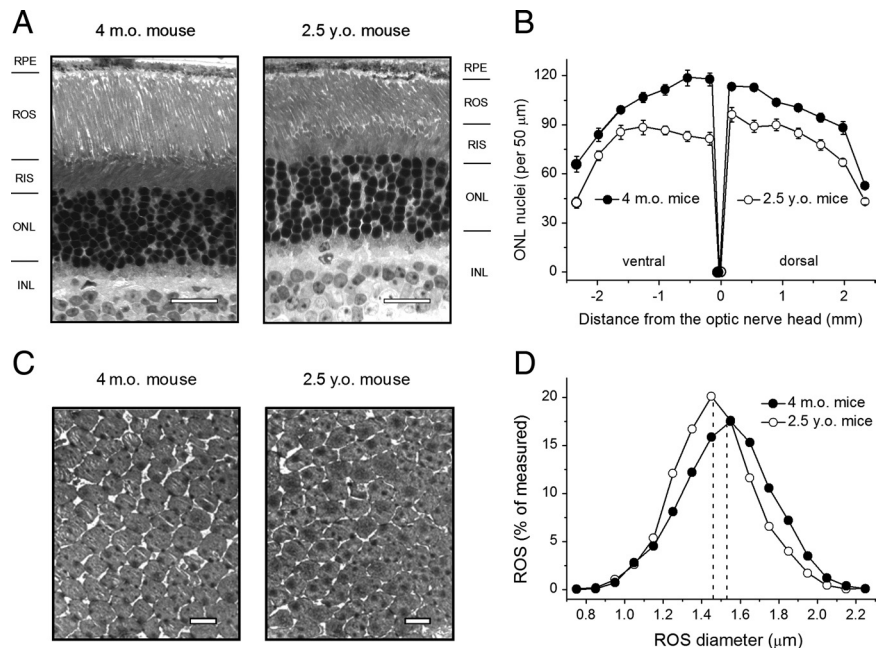 A
4 m.o. mouse
2.5 y.o. mouse
RPE
ROS
RIS
ONL
INL
RPE
ROS
RIS
ONL
INL
B
ONL nuclei (per 50 μm)
120
90
60
30
0
4 m.o. mice
2.5 y.o. mice
ventral
dorsal
-2
-1
0
1
2
Distance from the optic nerve head (mm)
C
4 m.o. mouse
2.5 y.o. mouse
D
ROS (% of measured)
20
15
10
5
0
4 m.o. mice
2.5 y.o. mice
0.8
1.0
1.2
1.4
1.6
1.8
2.0
2.2
ROS diameter (μm)